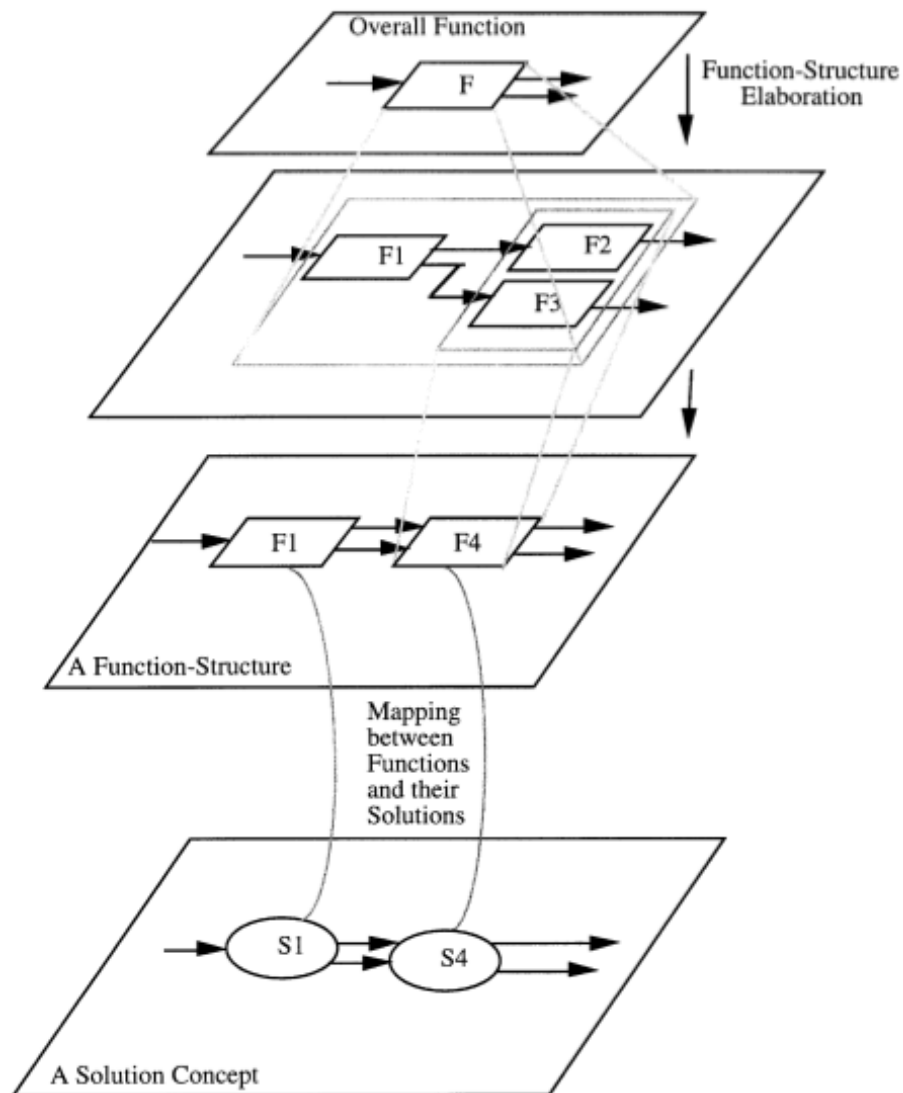 Overall Function
F
Function-Structure
Elaboration
F1
F2
F3
F1
F4
A Function-Structure
Mapping
between
Functions
and their
Solutions
S1
S4
A Solution Concept